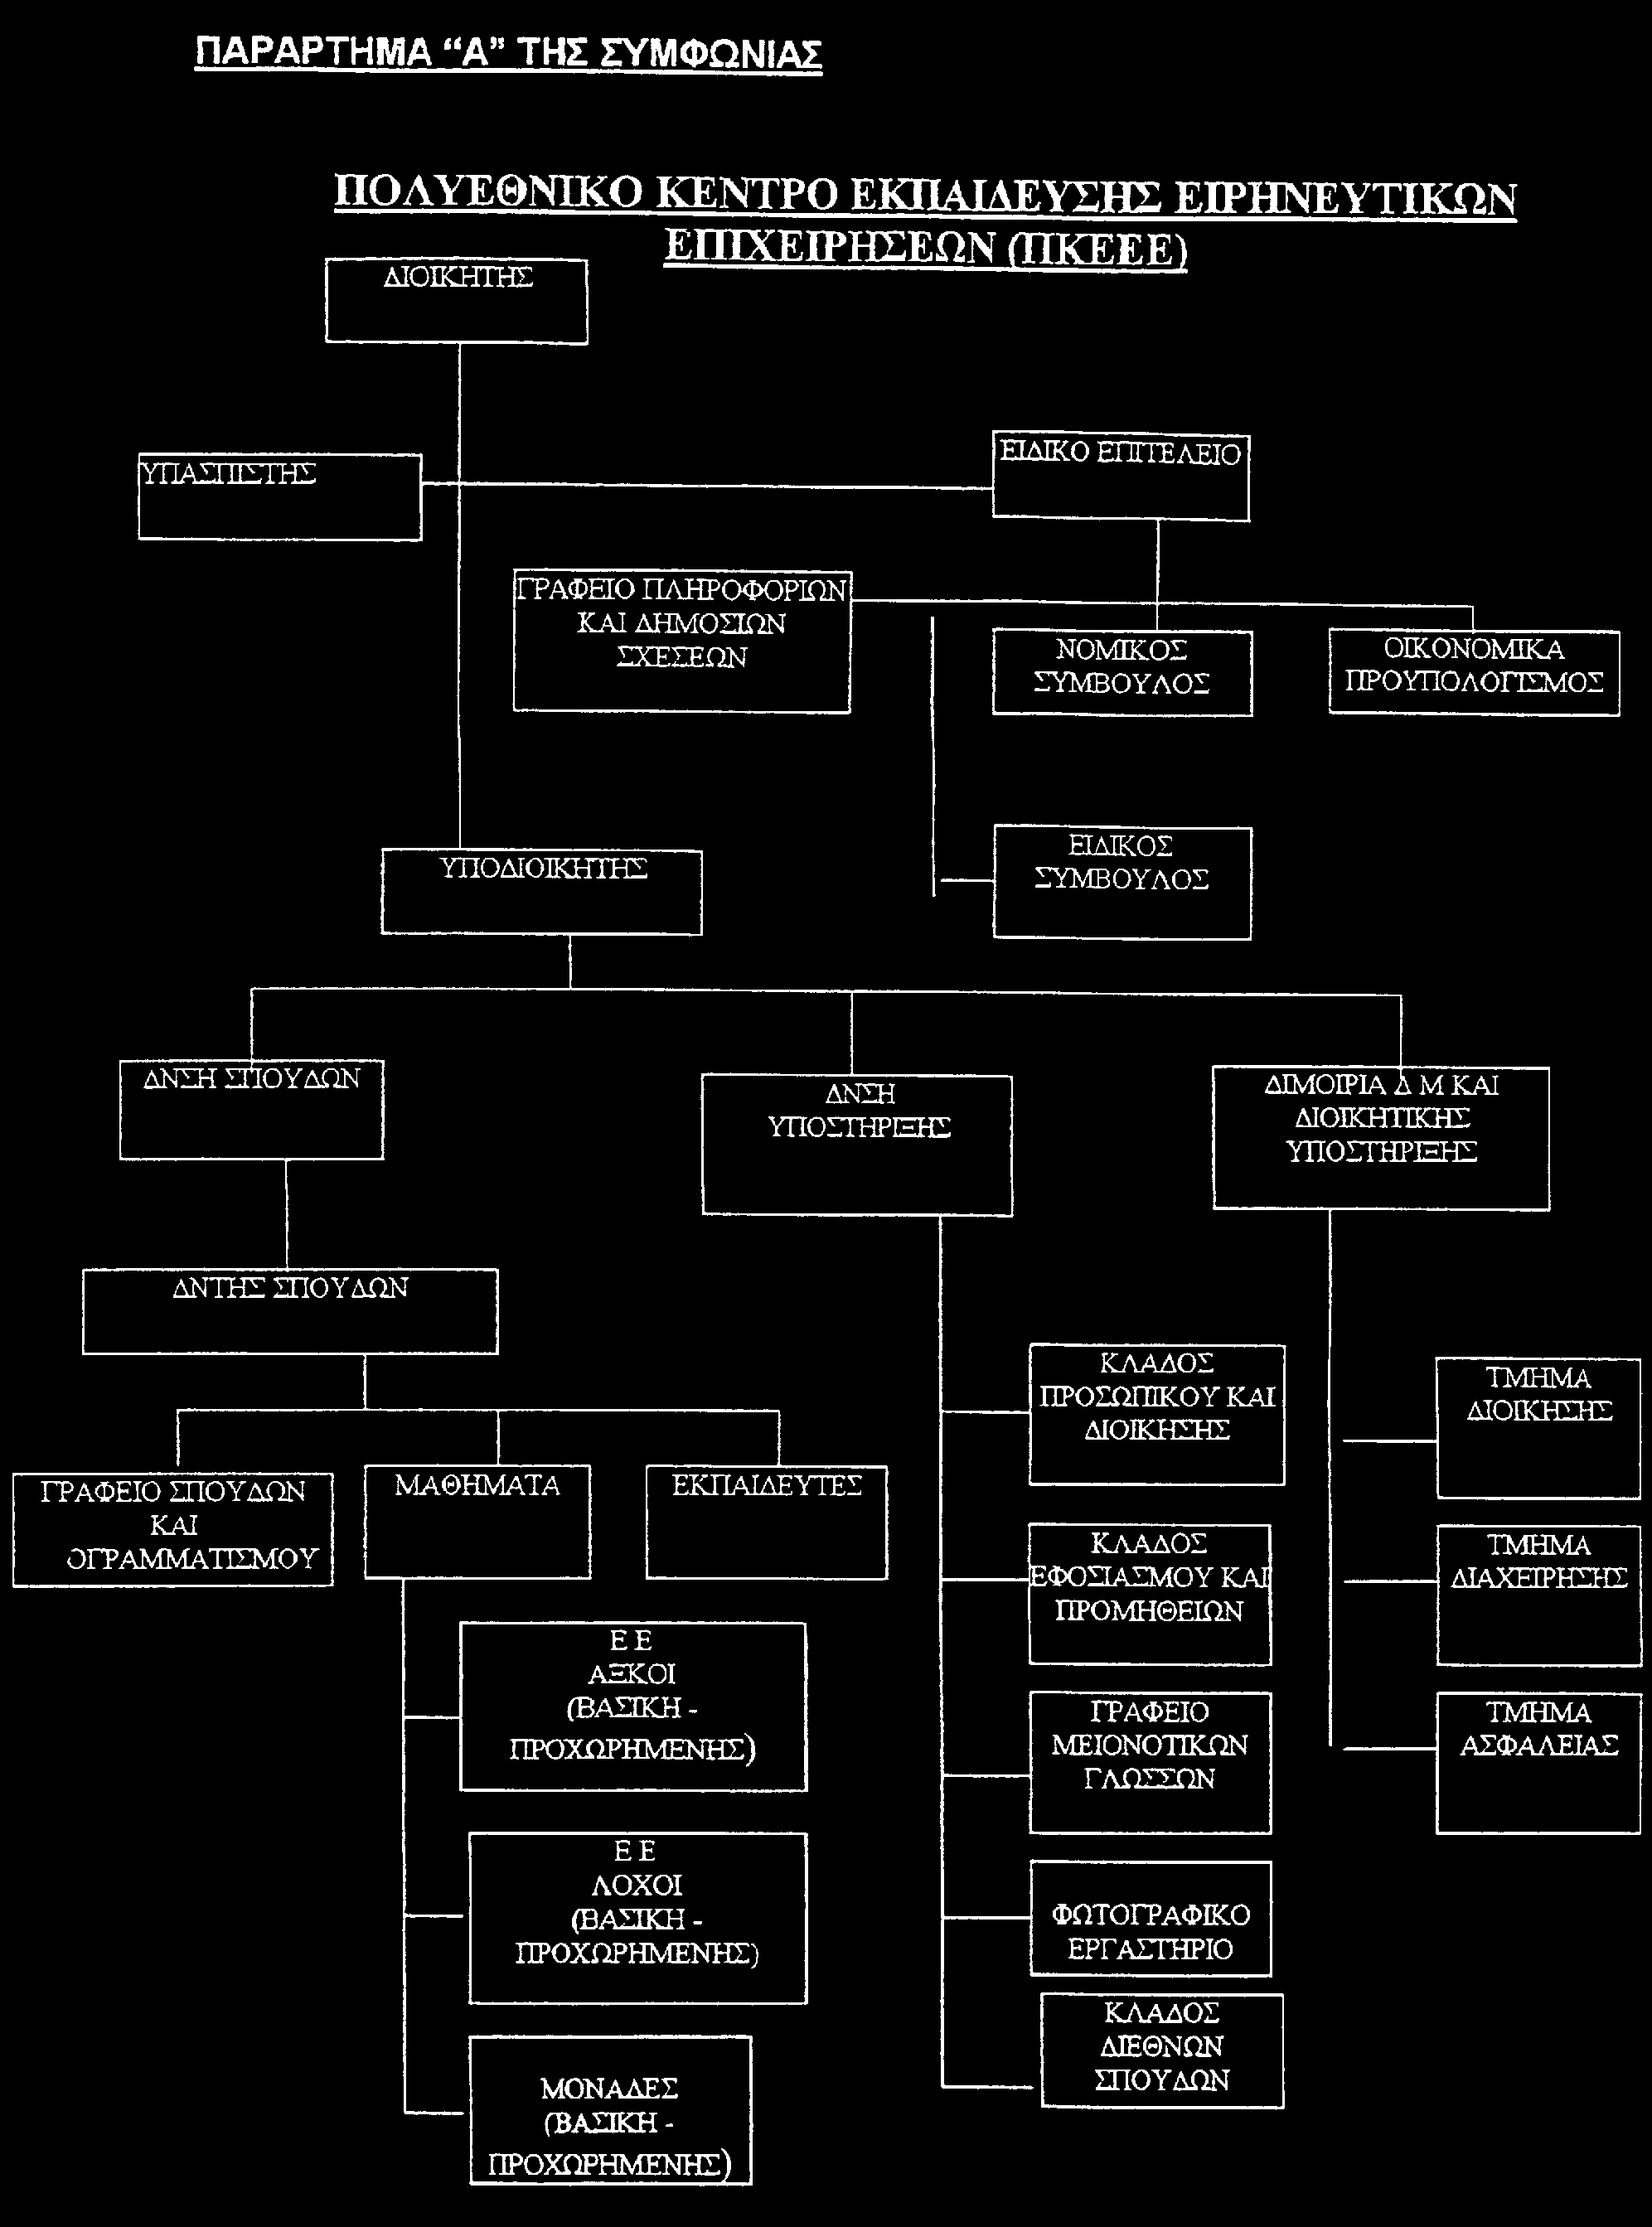 ΠΑΡΑΡΤΗΜΑ “Α” ΤΗΣ ΣΥΜΦΩΝΙΑΣ
ΠΟΛΥΕΘΝΙΚΟ ΚΕΝΤΡΟ ΕΚΠΑΙΔΕΥΣΗΣ ΕΙΡΗΝΕΥΤΙΚΩΝ
ΕΠΙΧΕΙΡΗΣΕΩΝ (ΠΚΕΕΕ)
ΔΙΟΙΚΗΤΗΣ
ΥΠΑΣΠΙΣΤΗΣ
ΕΙΔΙΚΟ ΕΠΙΤΕΛΕΙΟ
ΓΡΑΦΕΙΟ ΠΛΗΡΟΦΟΡΙΩΝ
ΚΑΙ ΔΗΜΟΣΙΩΝ
ΣΧΕΣΕΩΝ
ΝΟΜΙΚΟΣ
ΣΥΜΒΟΥΛΟΣ
ΟΙΚΟΝΟΜΙΚΑ
ΠΡΟΥΠΟΛΟΓΙΣΜΟΣ
ΕΙΔΙΚΟΣ
ΣΥΜΒΟΥΛΟΣ
ΥΠΟΔΙΟΙΚΗΤΗΣ
ΔΝΣΗ ΣΠΟΥΔΩΝ
ΔΝΣΗ
ΥΠΟΣΤΗΡΙΞΗΣ
ΔΙΜΟΙΡΙΑ Δ Μ ΚΑΙ
ΔΙΟΙΚΗΤΙΚΗΣ
ΥΠΟΣΤΗΡΙΞΗΣ
ΔΝΤΗΣ ΣΠΟΥΔΩΝ
ΓΡΑΦΕΙΟ ΣΠΟΥΔΩΝ
ΚΑΙ
ΟΓΡΑΜΜΑΤΙΣΜΟΥ
ΜΑΘΗΜΑΤΑ
ΕΚΠΑΙΔΕΥΤΕΣ
Ε Ε
ΑΞΚΟΙ
(ΒΑΣΙΚΗ -
ΠΡΟΧΩΡΗΜΕΝΗΣ)
Ε Ε
ΛΟΧΟΙ
(ΒΑΣΙΚΗ -
ΠΡΟΧΩΡΗΜΕΝΗΣ)
ΜΟΝΑΔΕΣ
(ΒΑΣΙΚΗ -
ΠΡΟΧΩΡΗΜΕΝΗΣ)
ΚΛΑΔΟΣ
ΠΡΟΣΩΠΙΚΟΥ ΚΑΙ
ΔΙΟΙΚΗΣΗΣ
ΚΛΑΔΟΣ
ΕΦΟΣΙΑΣΜΟΥ ΚΑΙ
ΠΡΟΜΗΘΕΙΩΝ
ΓΡΑΦΕΙΟ
ΜΕΙΟΝΟΤΙΚΩΝ
ΓΛΩΣΣΩΝ
ΦΩΤΟΓΡΑΦΙΚΟ
ΕΡΓΑΣΤΗΡΙΟ
ΚΛΑΔΟΣ
ΔΙΕΘΝΩΝ
ΣΠΟΥΔΩΝ
ΤΜΗΜΑ
ΔΙΟΙΚΗΣΗΣ
ΤΜΗΜΑ
ΔΙΑΧΕΙΡΗΣΗΣ
ΤΜΗΜΑ
ΑΣΦΑΛΕΙΑΣ